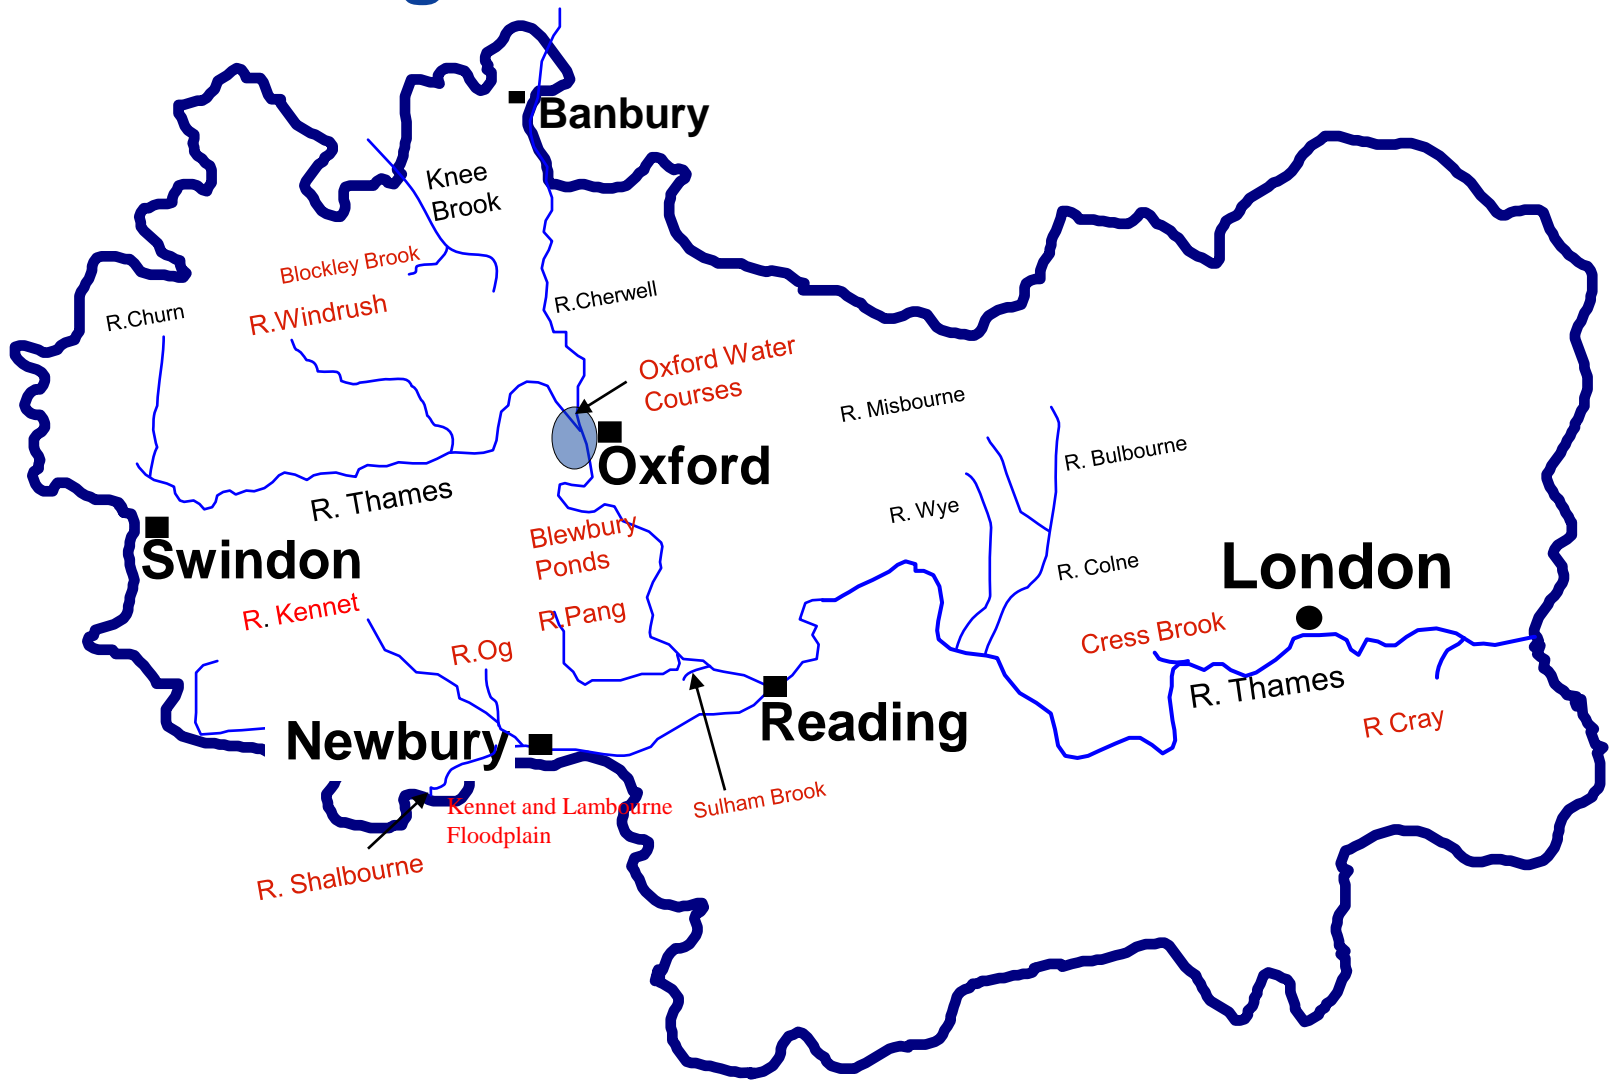 Banbury
Knee
Brook
Blockley Brook
R.Churn
R.Windrush
R.Cherwell
Oxford Water
Courses
R. Misbourne
R. Bulbourne
Oxford
R. Thames
R. Wye
Blewbury
Ponds
Swindon
R. Colne
London
R. Kennet
R.Pang
Cress Brook
R.Og
R. Thames
Reading
R Cray
Newbury
Kennet and Lambourne
Floodplain
Sulham Brook
R. Shalbourne